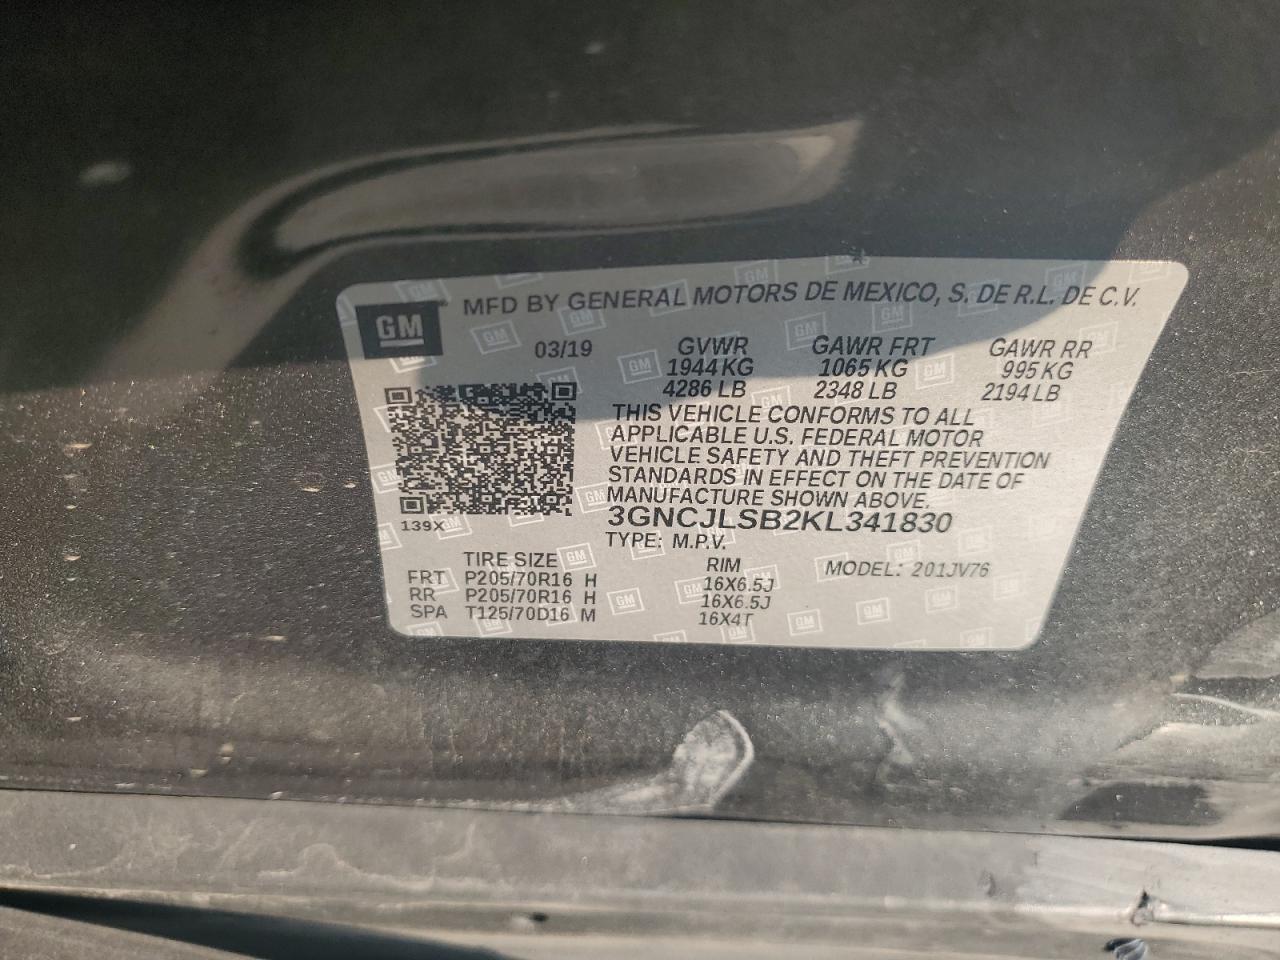 GM MFD BY GENERAL MOTORS DE MEXICO, S. DE R.L. DE C.V.
03/19 GVWR GAWR FRT GAWR RR
1944 KG 1065 KG 995 KG
4286 LB 2348 LB 2194 LB
THIS VEHICLE CONFORMS TO ALL
APPLICABLE U.S. FEDERAL MOTOR
VEHICLE SAFETY AND THEFT PREVENTION
STANDARDS IN EFFECT ON THE DATE OF
MANUFACTURE SHOWN ABOVE.
139X 3GNCJLSB2KL341830
TYPE: M.P.V.
TIRE SIZE RIM MODEL: 201JV76
FRT P205/70R16 H 16X6.5J
RR P205/70R16 H 16X6.5J
SPA T125/70D16 M 16X4T